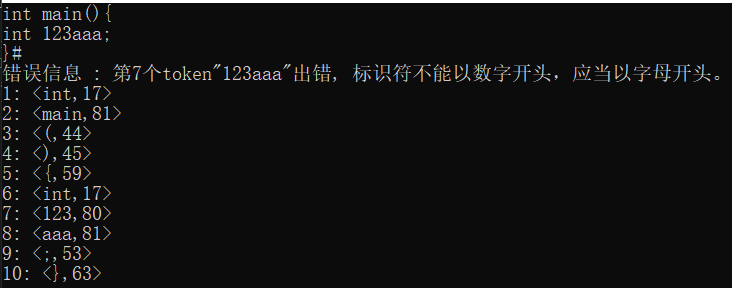 int main(){
int 123aaa;
}#
错误信息 : 第7个token"123aaa"出错, 标识符不能以数字开头，应当以字母开头。
1: <int,17>
2: <main,81>
3: <(,44>
4: <),45>
5: <{,59>
6: <int,17>
7: <123,80>
8: <aaa,81>
9: <;,53>
10: <},63>